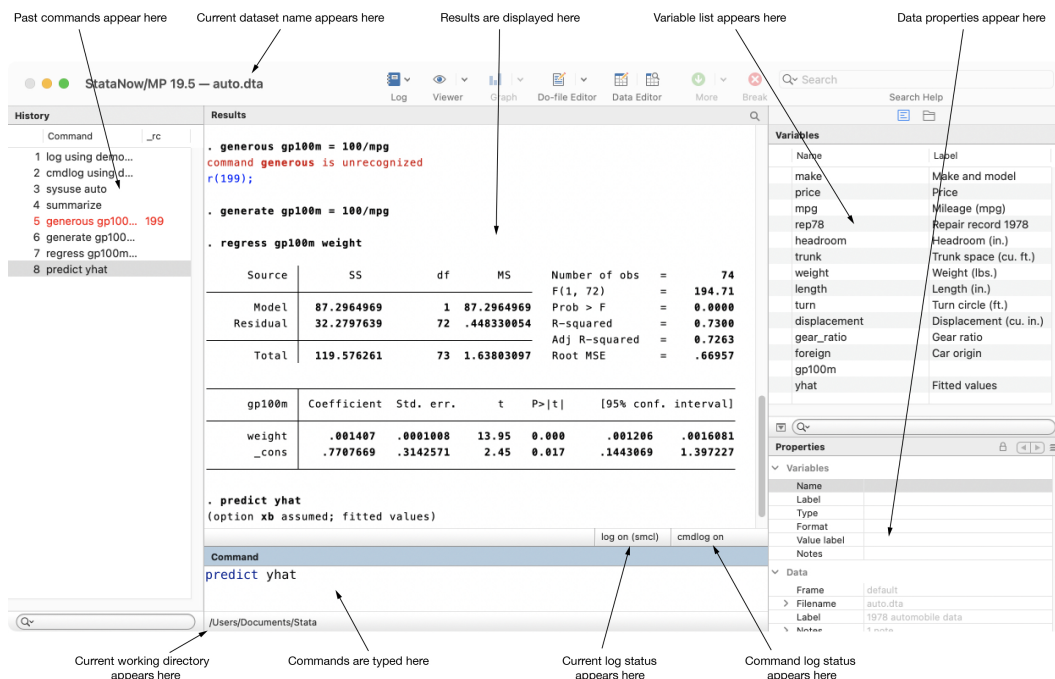 Past commands appear here
Current dataset name appears here
Results are displayed here
Variable list appears here
Data properties appear here
StataNow/MP 19.5 — auto.dta
Log
Viewer
Graph
Do-file Editor
Data Editor
More
Break
Search
Search Help
History
Command _rc
1 log using demo...
2 cmdlog using d...
3 sysuse auto
4 summarize
5 generous gp100... 199
6 generate gp100...
7 regress gp100m...
8 predict yhat
Results
. generous gp100m = 100/mpg
command generous is unrecognized
r(199);
. generate gp100m = 100/mpg
. regress gp100m weight
Source SS df MS Number of obs = 74
F(1, 72) = 194.71
Model 87.2964969 1 87.2964969 Prob > F = 0.0000
Residual 32.2797639 72 .448330054 R-squared = 0.7300
Adj R-squared = 0.7263
Total 119.576261 73 1.63803097 Root MSE = .66957
gp100m Coefficient Std. err. t P>|t| [95% conf. interval]
weight .001407 .0001008 13.95 0.000 .001206 .0016081
_cons .7707669 .3142571 2.45 0.017 .1443069 1.397227
. predict yhat
(option xb assumed; fitted values)
log on (smcl)
cmdlog on
Command
predict yhat
/Users/Documents/Stata
Variables
Name Label
make Make and model
price Price
mpg Mileage (mpg)
rep78 Repair record 1978
headroom Headroom (in.)
trunk Trunk space (cu. ft.)
weight Weight (lbs.)
length Length (in.)
turn Turn circle (ft.)
displacement Displacement (cu. in.)
gear_ratio Gear ratio
foreign Car origin
gp100m
yhat Fitted values
Properties
Variables
Name
Label
Type
Format
Value label
Notes
Data
Frame default
Filename auto.dta
Label 1978 automobile data
Notes 1 note
Current working directory
appears here
Commands are typed here
Current log status
appears here
Command log status
appears here